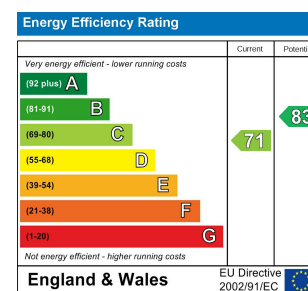 Energy Efficiency Rating
Current Potenti
Very energy efficient - lower running costs
(92 plus) A
(81-91) B
(69-80) C
(55-68) D
(39-54) E
(21-38) F
(1-20) G
71
83
Not energy efficient - higher running costs
England & Wales
EU Directive
2002/91/EC